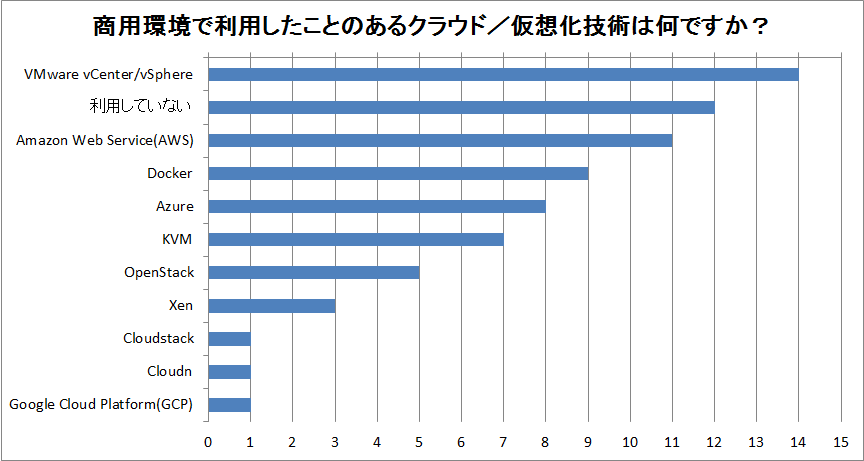 商用環境で利用したことのあるクラウド／仮想化技術は何ですか？
VMware vCenter/vSphere
利用していない
Amazon Web Service(AWS)
Docker
Azure
KVM
OpenStack
Xen
Cloudstack
Cloudn
Google Cloud Platform(GCP)
0 1 2 3 4 5 6 7 8 9 10 11 12 13 14 15